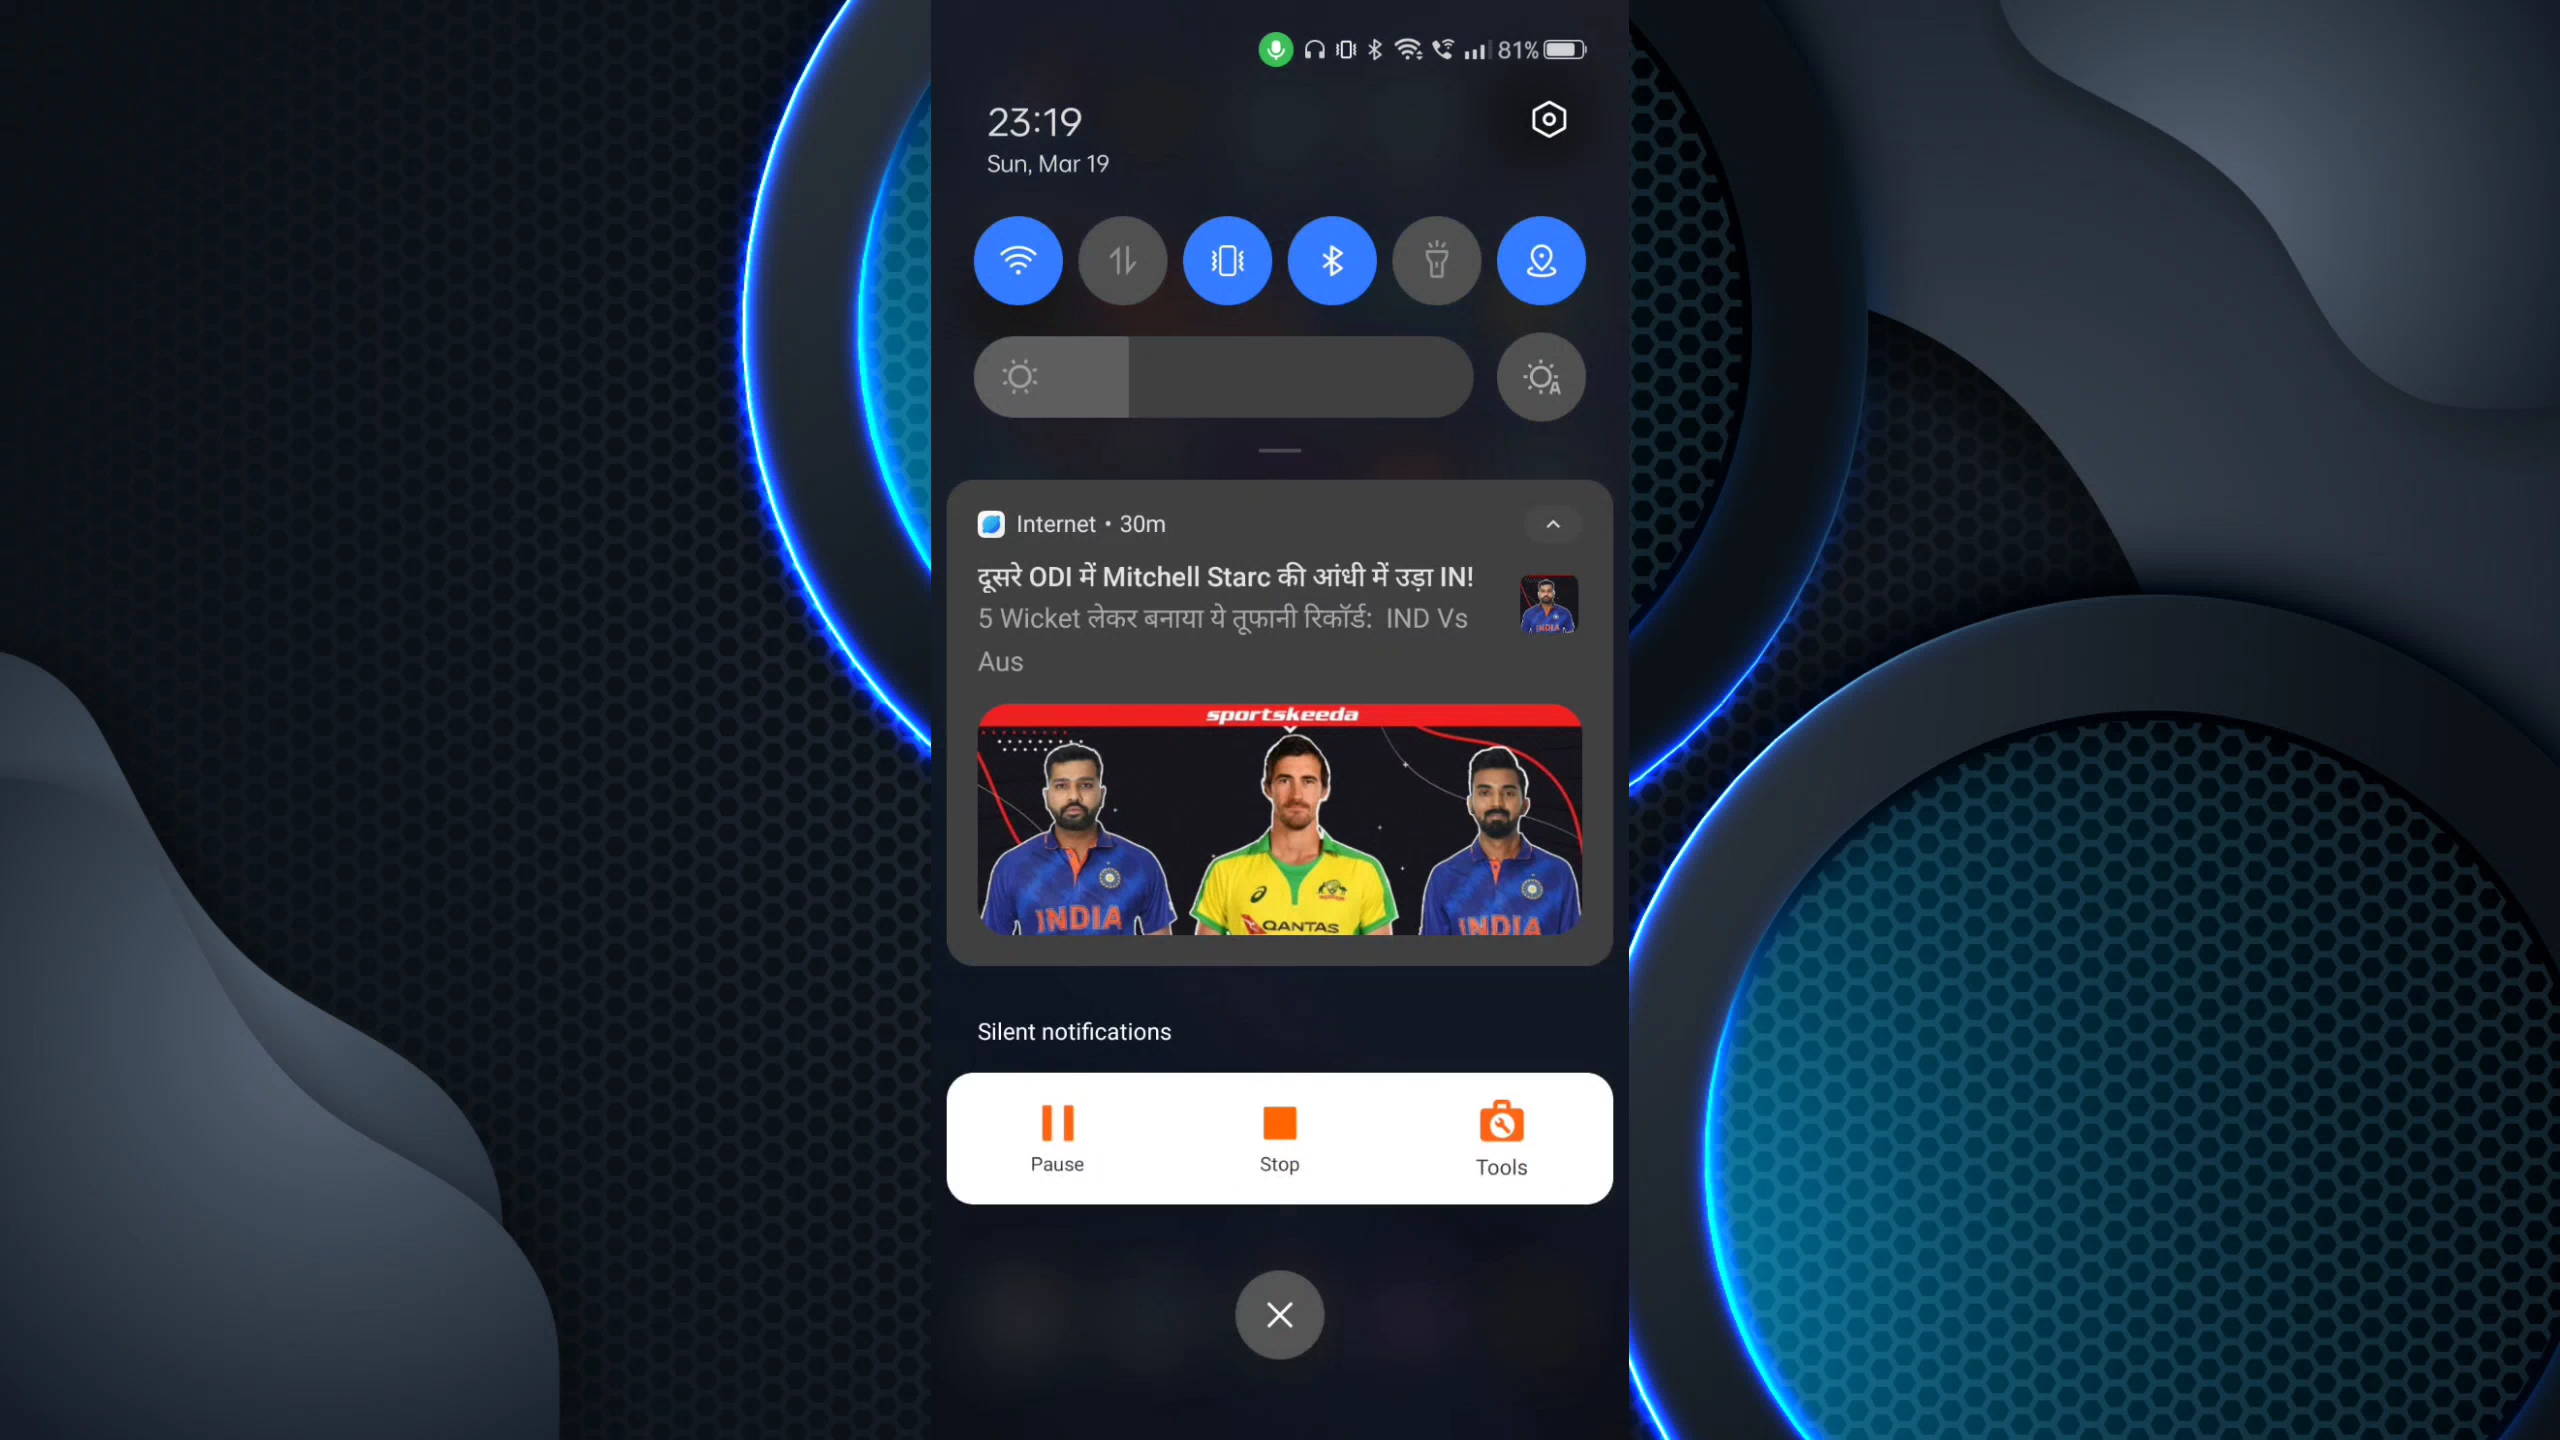 81%
23:19
Sun, Mar 19
A
Internet • 30m
दूसरे ODI में Mitchell Starc की आंधी में उड़ा IN!
5 Wicket लेकर बनाया ये तूफानी रिकॉर्ड: IND Vs
Aus
INDIA
sportskeeda
INDIA
QANTAS
INDIA
Silent notifications
Pause
Stop
Tools